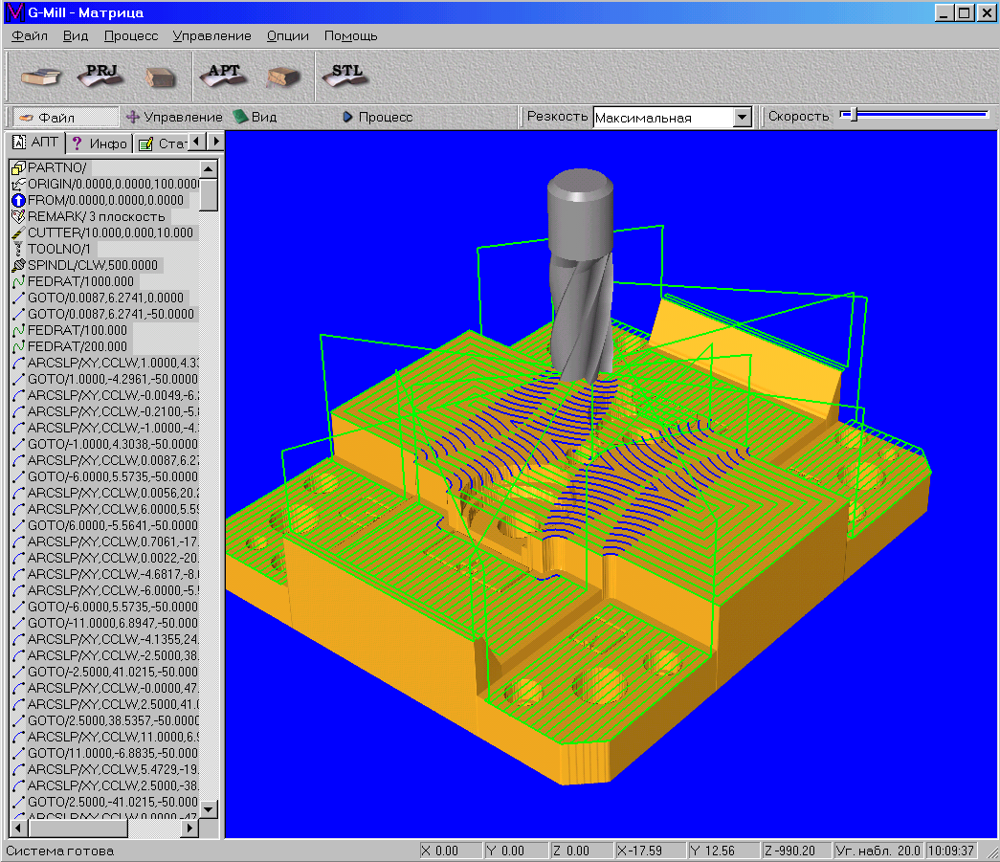 G-Mill - Матрица
Файл Вид Процесс Управление Опции Помощь
PRJ APT STL
Файл Управление Вид Процесс Резкость Максимальная Скорость
АПТ Инфо Ста
PARTNO/
ORIGIN/0.0000,0.0000,100.000
FROM/0.0000,0.0000,0.0000
REMARK/ 3 плоскость
CUTTER/10.000,0.000,10.000
TOOLNO/1
SPINDL/CLW,500.0000
FEDRAT/1000.000
GOTO/0.0087,6.2741,0.0000
GOTO/0.0087,6.2741,-50.0000
FEDRAT/100.000
FEDRAT/200.000
ARCSLP/XY,CCLW,1.0000,4.33
GOTO/1.0000,-4.2961,-50.0000
ARCSLP/XY,CCLW,-0.0049,-6.
ARCSLP/XY,CCLW,-0.2100,-5.
ARCSLP/XY,CCLW,-1.0000,-4.
GOTO/-1.0000,4.3038,-50.0000
ARCSLP/XY,CCLW,0.0087,6.27
GOTO/-6.0000,5.5735,-50.0000
ARCSLP/XY,CCLW,0.0056,20.2
ARCSLP/XY,CCLW,6.0000,5.59
GOTO/6.0000,-5.5641,-50.0000
ARCSLP/XY,CCLW,0.7061,-17.
ARCSLP/XY,CCLW,0.0022,-20.
ARCSLP/XY,CCLW,-4.6817,-8.
ARCSLP/XY,CCLW,-6.0000,-5.
GOTO/-6.0000,5.5735,-50.0000
GOTO/-11.0000,6.8947,-50.000
ARCSLP/XY,CCLW,-4.1355,24.
ARCSLP/XY,CCLW,-2.5000,38.
GOTO/-2.5000,41.0215,-50.000
ARCSLP/XY,CCLW,-0.0000,47.
ARCSLP/XY,CCLW,2.5000,41.0
GOTO/2.5000,38.5357,-50.0000
ARCSLP/XY,CCLW,11.0000,6.9
GOTO/11.0000,-6.8835,-50.000
ARCSLP/XY,CCLW,5.4729,-19.
ARCSLP/XY,CCLW,2.5000,-38.
GOTO/2.5000,-41.0215,-50.000
ARCSLP/XY,CCLW,0.0000,-47.
Система готова X 0.00 Y 0.00 Z 0.00 X-17.59 Y 12.56 Z -990.20 Уг. набл. 20.0 10:09:37